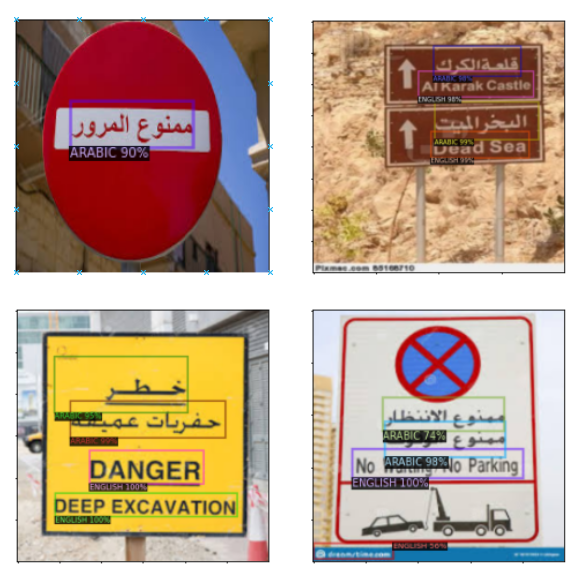 ممنوع المرور
ARABIC 90%
قلعة الكرك
ARABIC 98%
Al Karak Castle
ENGLISH 98%
البحر الميت
ARABIC 99%
Dead Sea
ENGLISH 99%
Pixmac.com 65166710
خطر
ARABIC 95%
حفريات عميقة
ARABIC 99%
DANGER
ENGLISH 100%
DEEP EXCAVATION
ENGLISH 100%
ممنوع الانتظار
ARABIC 74%
ممنوع
ARABIC 98%
No Waiting/No Parking
ENGLISH 100%
ENGLISH 50%
dreamstime.com